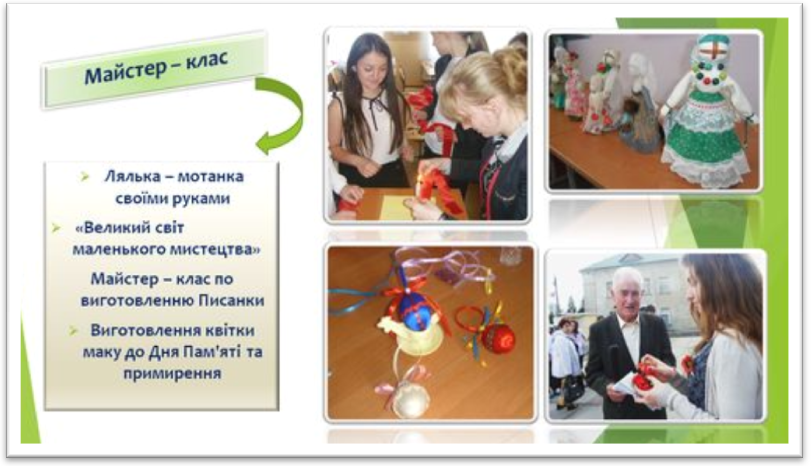 Майстер – клас
Лялька – мотанка
своїми руками
«Великий світ
маленького мистецтва»
Майстер – клас по
виготовленню Писанки
Виготовлення квітки
маку до Дня Пам'яті та
примирення